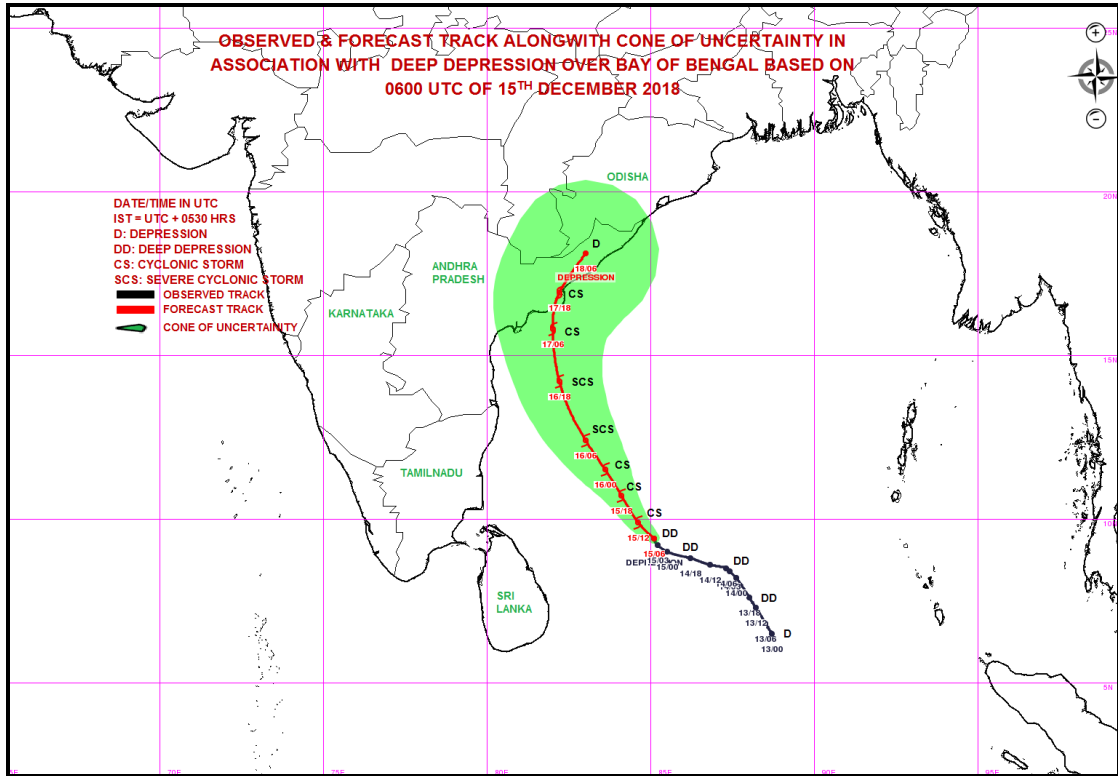 OBSERVED & FORECAST TRACK ALONGWITH CONE OF UNCERTAINTY IN
ASSOCIATION WITH DEEP DEPRESSION OVER BAY OF BENGAL BASED ON
0600 UTC OF 15TH DECEMBER 2018
ODISHA
DATE/TIME IN UTC
IST = UTC + 0530 HRS
D: DEPRESSION
DD: DEEP DEPRESSION
CS: CYCLONIC STORM
SCS: SEVERE CYCLONIC STORM
OBSERVED TRACK
FORECAST TRACK
CONE OF UNCERTAINITY
ANDHRA
PRADESH
KARNATAKA
TAMILNADU
SRI
LANKA
D
18/06
DEPRESSION
CS
17/18
CS
17/06
SCS
16/18
SCS
16/06
CS
16/00
CS
15/18
CS
15/12
DD
15/06
15/03
15/00
DD
14/18
14/12
DD
14/06
14/00
DD
13/18
13/12
D
13/06
13/00
20N
15N
10N
5N
70E
75E
80E
85E
90E
95E